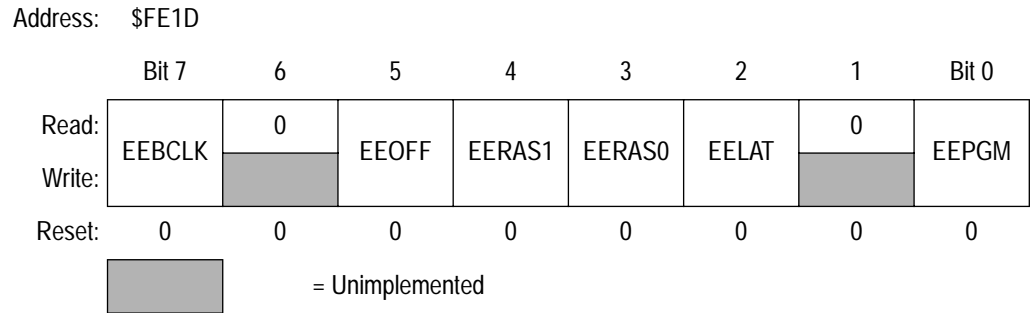 Address: $FE1D
Bit 7 6 5 4 3 2 1 Bit 0
Read: 0 0
EEBCLK EEOFF EERAS1 EERAS0 EELAT EEPGM
Write:
Reset: 0 0 0 0 0 0 0 0
= Unimplemented